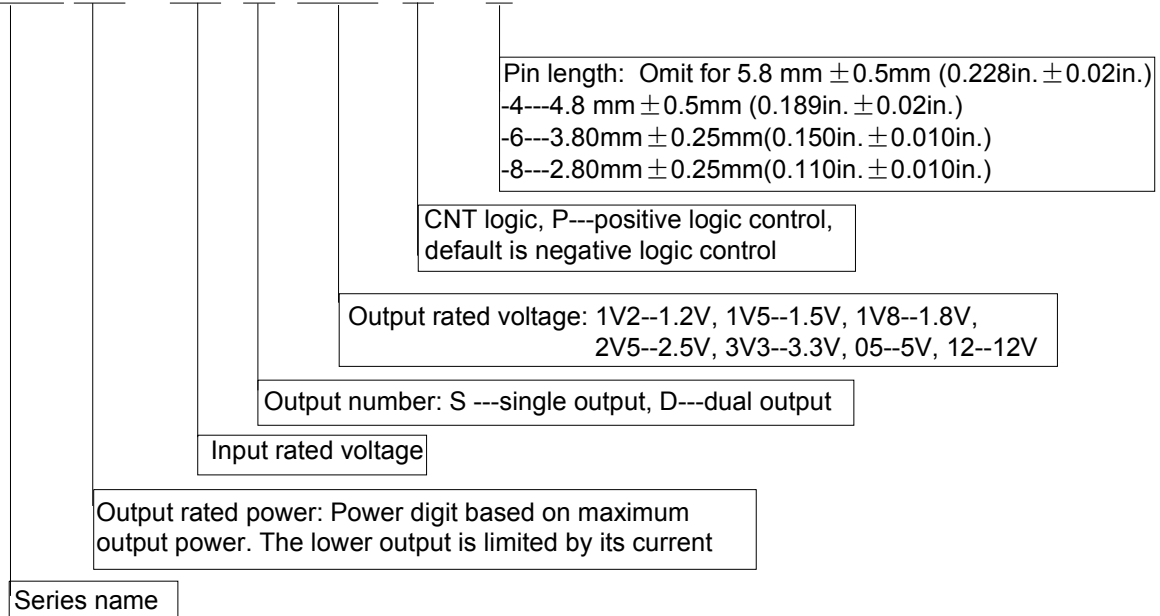 Pin length: Omit for 5.8 mm ±0.5mm (0.228in.±0.02in.)
-4---4.8 mm ±0.5mm (0.189in.±0.02in.)
-6---3.80mm ±0.25mm(0.150in.±0.010in.)
-8---2.80mm ±0.25mm(0.110in.±0.010in.)
CNT logic, P---positive logic control,
default is negative logic control
Output rated voltage: 1V2--1.2V, 1V5--1.5V, 1V8--1.8V,
2V5--2.5V, 3V3--3.3V, 05--5V, 12--12V
Output number: S ---single output, D---dual output
Input rated voltage
Output rated power: Power digit based on maximum
output power. The lower output is limited by its current
Series name